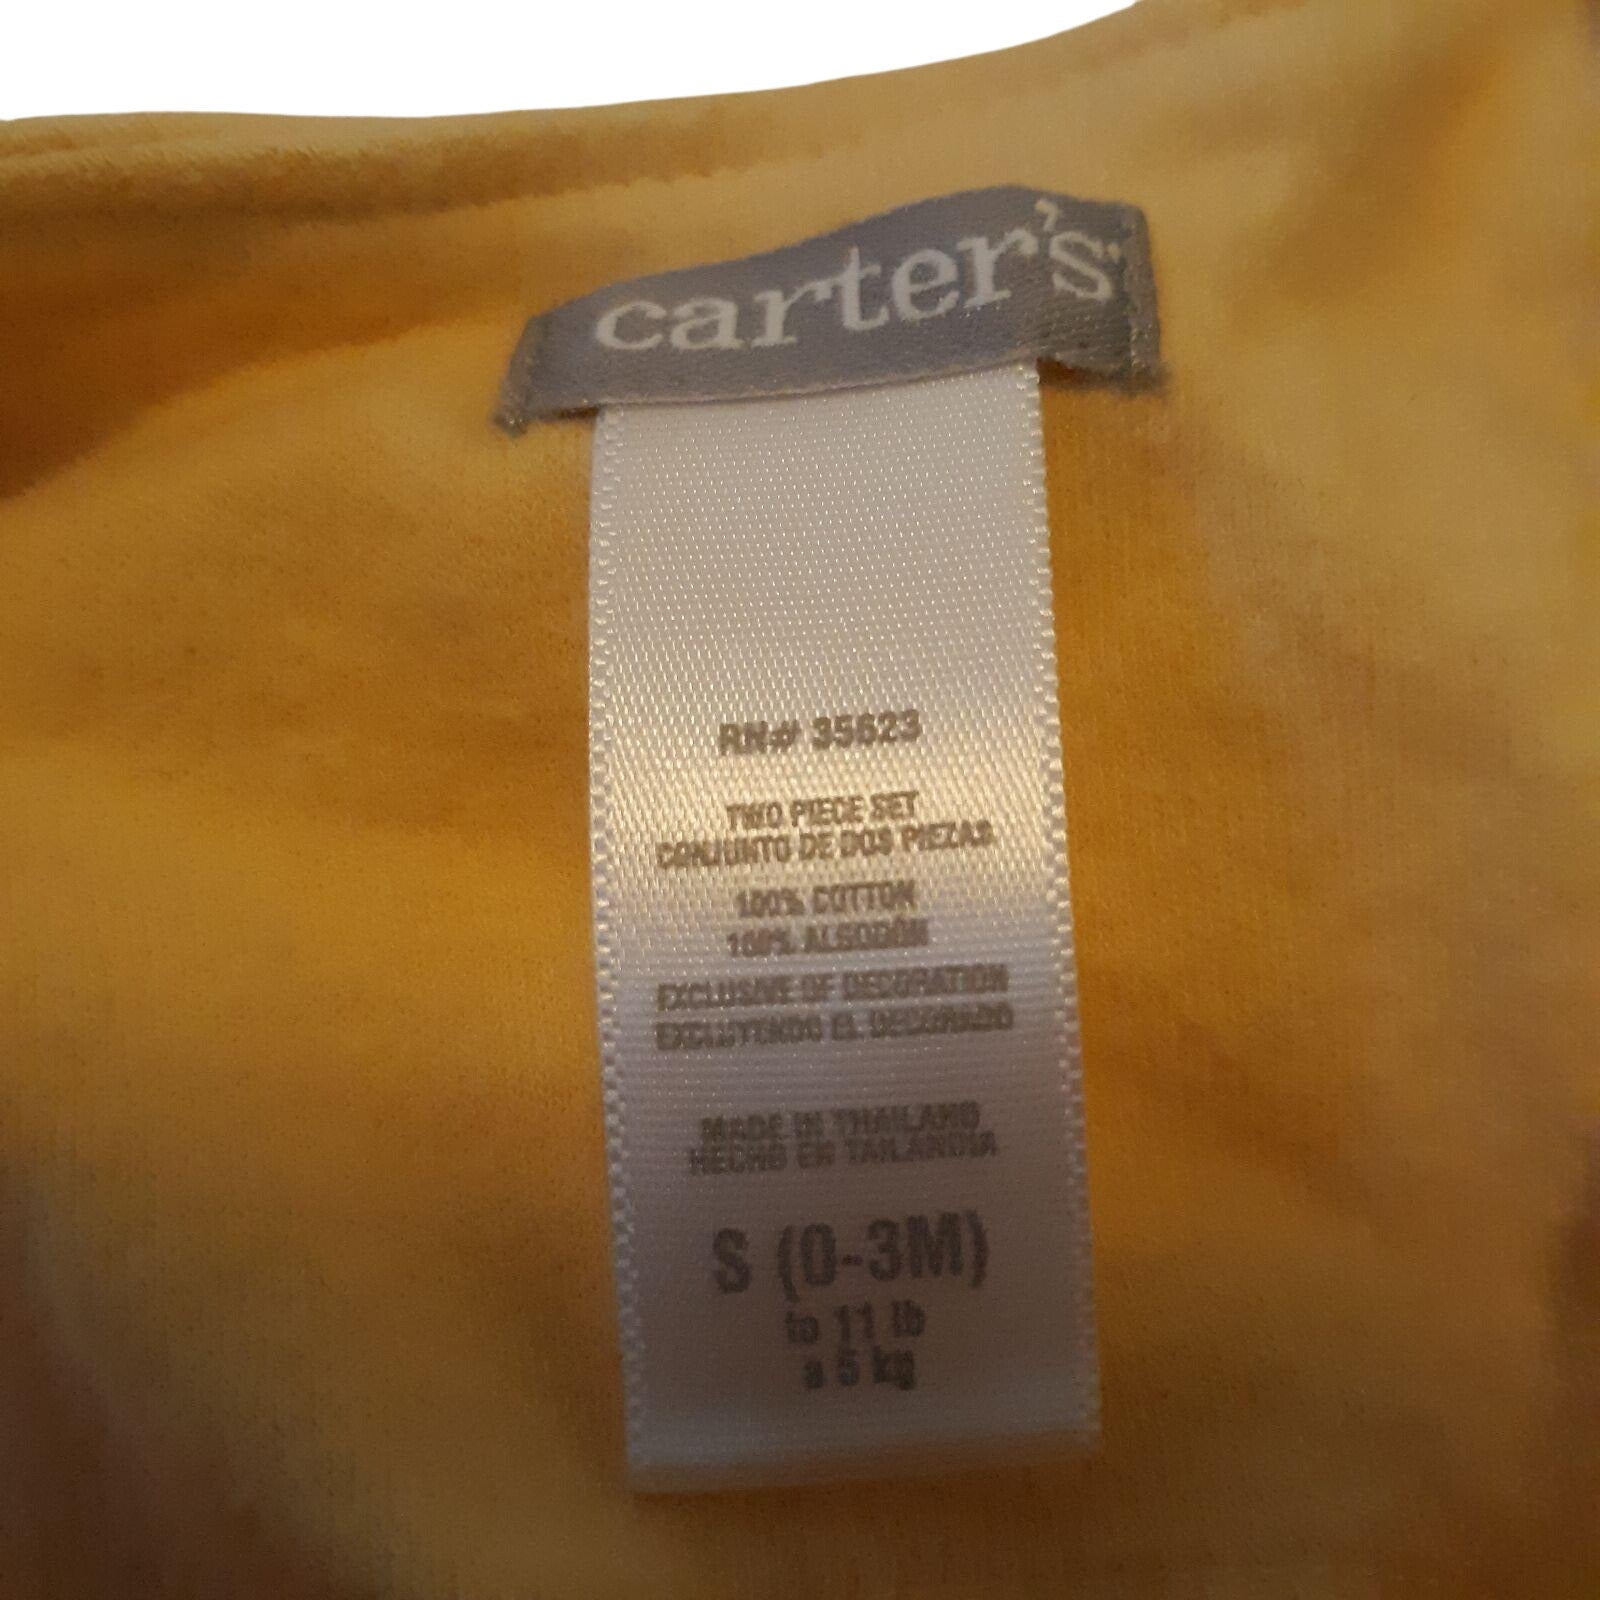 carter's
RN# 35623
TWO PIECE SET
CONJUNTO DE DOS PIEZAS
100% COTTON
100% ALGODÓN
EXCLUSIVE OF DECORATION
EXCLUYENDO EL DECORADO
MADE IN THAILAND
HECHO EN TAILANDIA
S (0-3M)
to 11 lb
a 5 kg